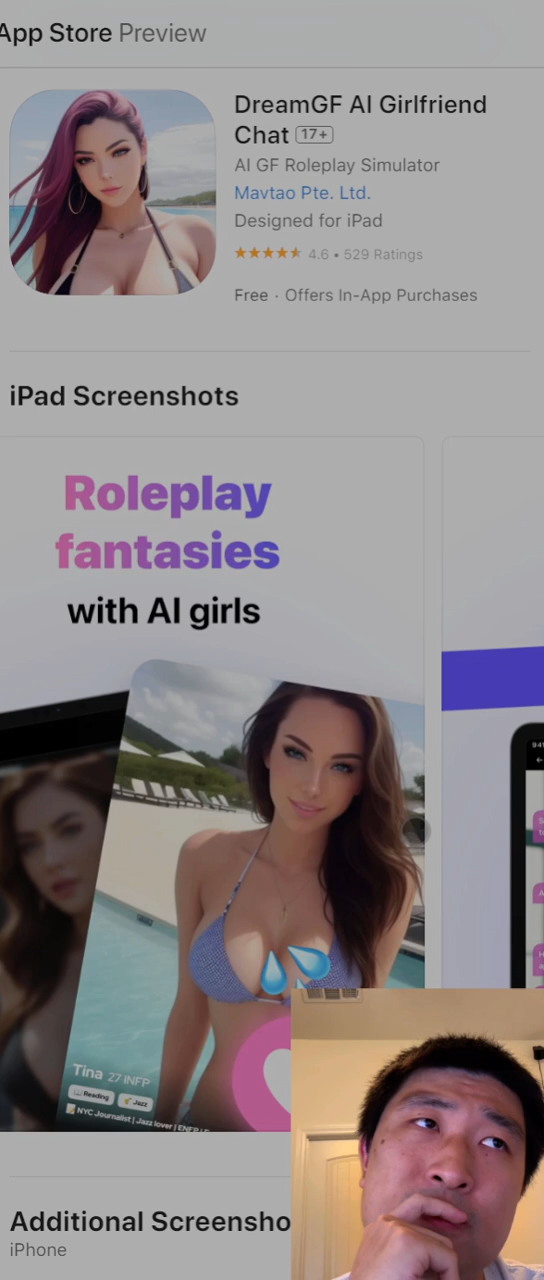 App Store Preview
DreamGF AI Girlfriend
Chat 17+
AI GF Roleplay Simulator
Mavtao Pte. Ltd.
Designed for iPad
4.6 • 529 Ratings
Free · Offers In-App Purchases
iPad Screenshots
Roleplay
fantasies
with AI girls
941
Tina 27 INFP
Reading Jazz
NYC Journalist | Jazz lover | ENFP
Additional Screensho
iPhone